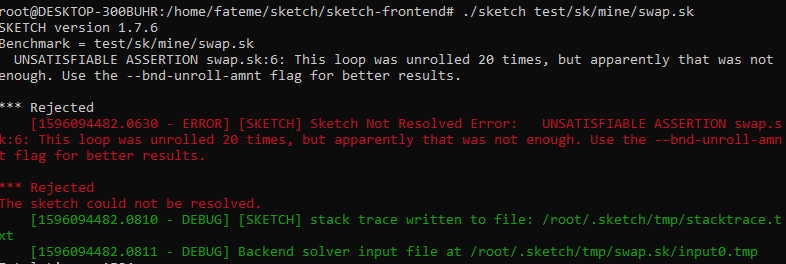 root@DESKTOP-300BUHR:/home/fateme/sketch/sketch-frontend# ./sketch test/sk/mine/swap.sk
SKETCH version 1.7.6
Benchmark = test/sk/mine/swap.sk
  UNSATISFIABLE ASSERTION swap.sk:6: This loop was unrolled 20 times, but apparently that was not
enough. Use the --bnd-unroll-amnt flag for better results.
*** Rejected
    [1596094482.0630 - ERROR] [SKETCH] Sketch Not Resolved Error:   UNSATISFIABLE ASSERTION swap.s
k:6: This loop was unrolled 20 times, but apparently that was not enough. Use the --bnd-unroll-amn
t flag for better results.
*** Rejected
The sketch could not be resolved.
    [1596094482.0810 - DEBUG] [SKETCH] stack trace written to file: /root/.sketch/tmp/stacktrace.t
xt
    [1596094482.0811 - DEBUG] Backend solver input file at /root/.sketch/tmp/swap.sk/input0.tmp